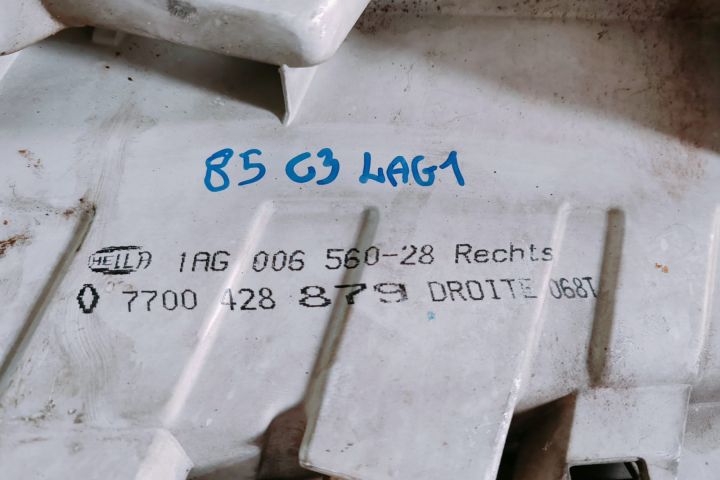 85 C3 LAG1
HELLA 1AG 006 560-28 Rechts
0 7700 428 879 DROITE 068T